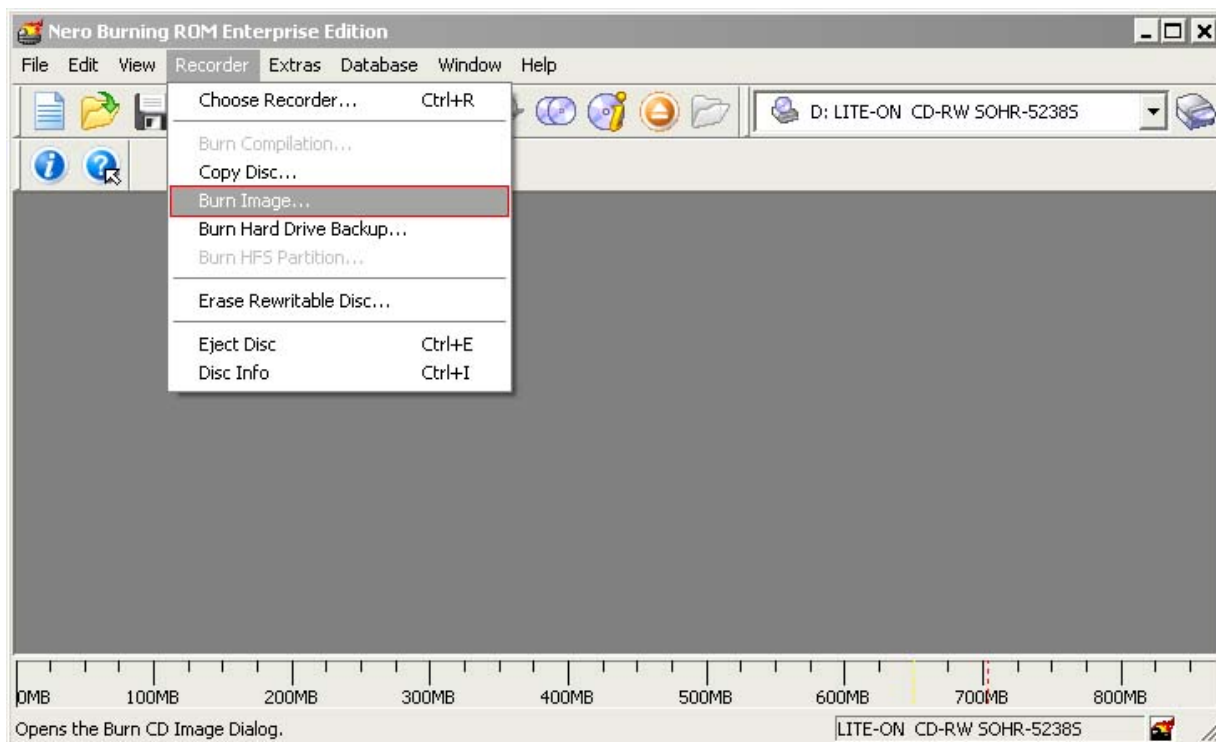 Nero Burning ROM Enterprise Edition
File Edit View Recorder Extras Database Window Help
Choose Recorder... Ctrl+R
D: LITE-ON CD-RW SOHR-5238S
Burn Compilation...
Copy Disc...
Burn Image...
Burn Hard Drive Backup...
Burn HFS Partition...
Erase Rewritable Disc...
Eject Disc Ctrl+E
Disc Info Ctrl+I
0MB 100MB 200MB 300MB 400MB 500MB 600MB 700MB 800MB
Opens the Burn CD Image Dialog. LITE-ON CD-RW SOHR-5238S